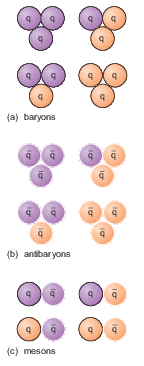 q q q q
q q
q q q q
q q
(a) baryons
q̄ q̄ q̄ q̄
q̄ q̄
q̄ q̄ q̄ q̄
q̄ q̄
(b) antibaryons
q q̄ q q̄
q q̄ q q̄
(c) mesons